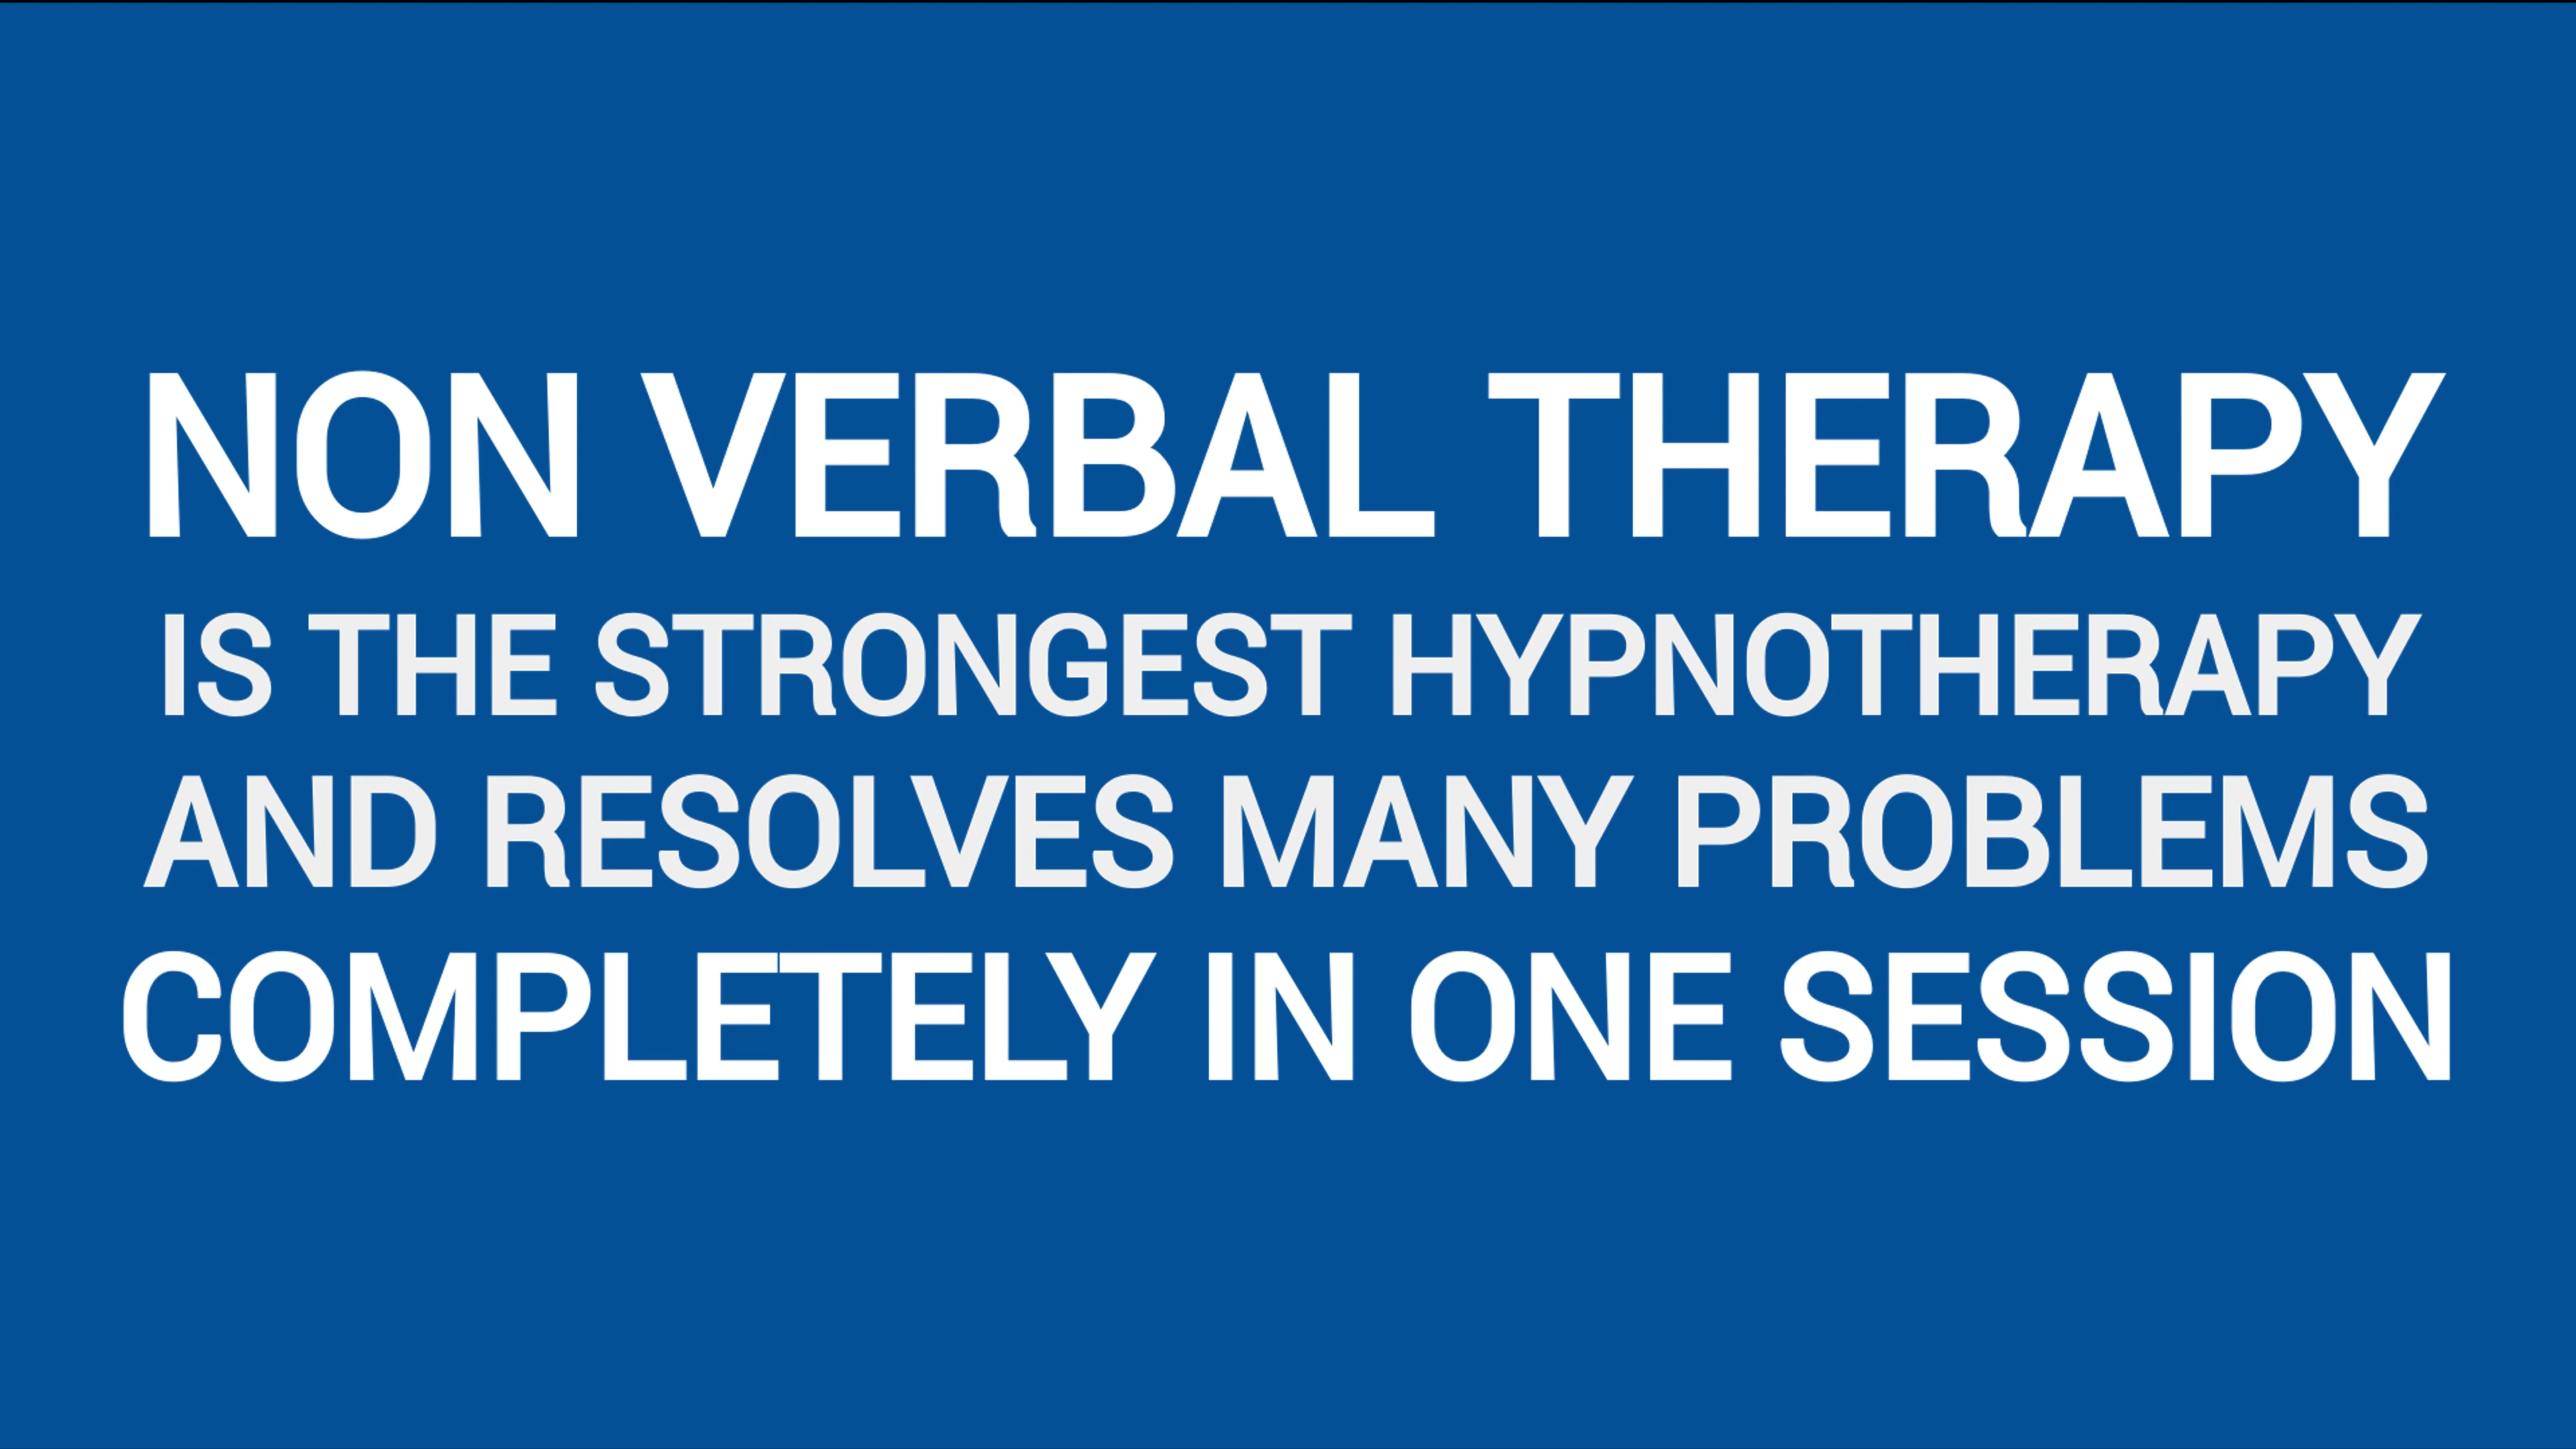 NON VERBAL THERAPY
IS THE STRONGEST HYPNOTHERAPY
AND RESOLVES MANY PROBLEMS
COMPLETELY IN ONE SESSION